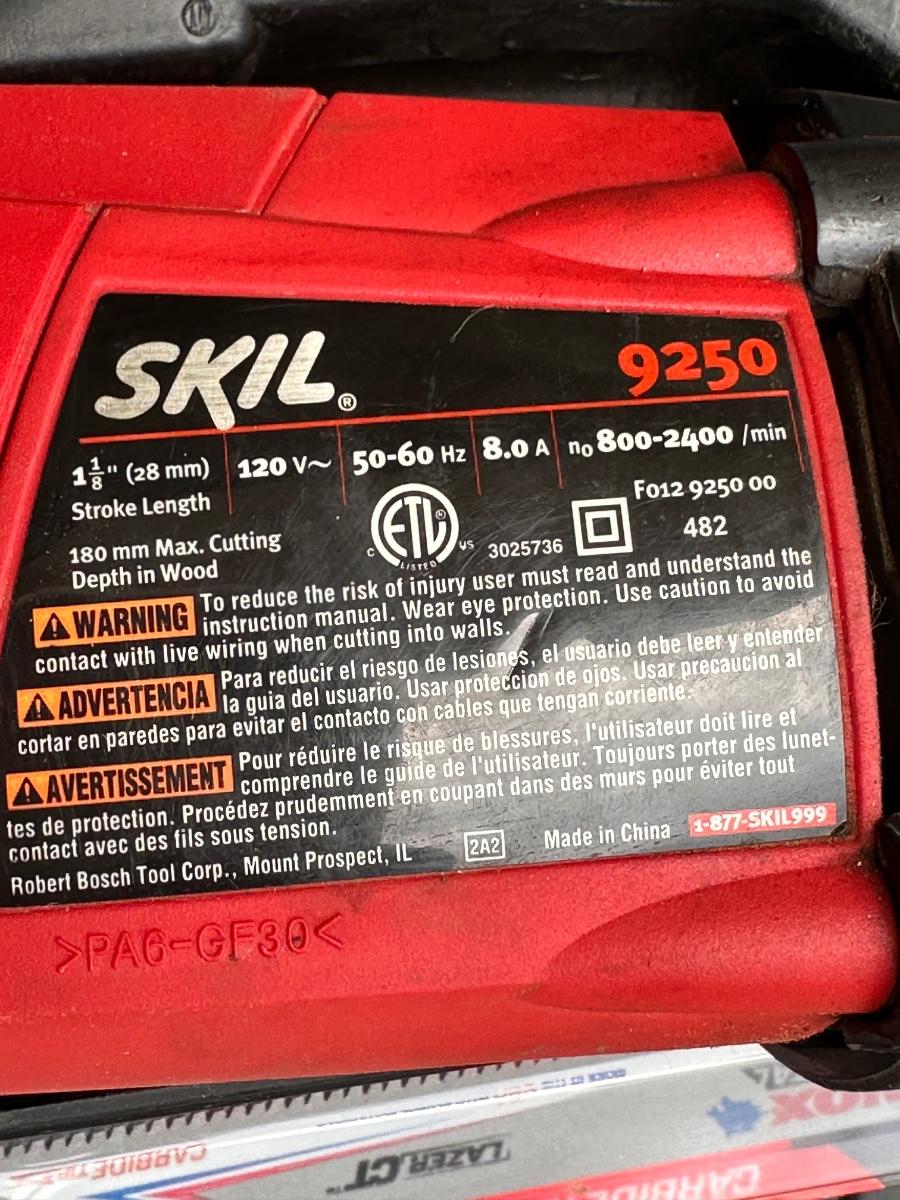 SKIL®
9250
1 1/8" (28 mm)
Stroke Length
120 V~
50-60 Hz
8.0 A
n₀ 800-2400 /min
180 mm Max. Cutting
Depth in Wood
C ETL US
LISTED
3025736
F012 9250 00
482
WARNING To reduce the risk of injury user must read and understand the
instruction manual. Wear eye protection. Use caution to avoid
contact with live wiring when cutting into walls.
ADVERTENCIA Para reducir el riesgo de lesiones, el usuario debe leer y entender
la guia del usuario. Usar proteccion de ojos. Usar precaucion al
cortar en paredes para evitar el contacto con cables que tengan corriente.
AVERTISSEMENT Pour réduire le risque de blessures, l'utilisateur doit lire et
comprendre le guide de l'utilisateur. Toujours porter des lunet-
tes de protection. Procédez prudemment en coupant dans des murs pour éviter tout
contact avec des fils sous tension.
Robert Bosch Tool Corp., Mount Prospect, IL
2A2
Made in China
1-877-SKIL999
>PA6-GF30<
CARBIDE
LAZER.CT™
CARBIDE